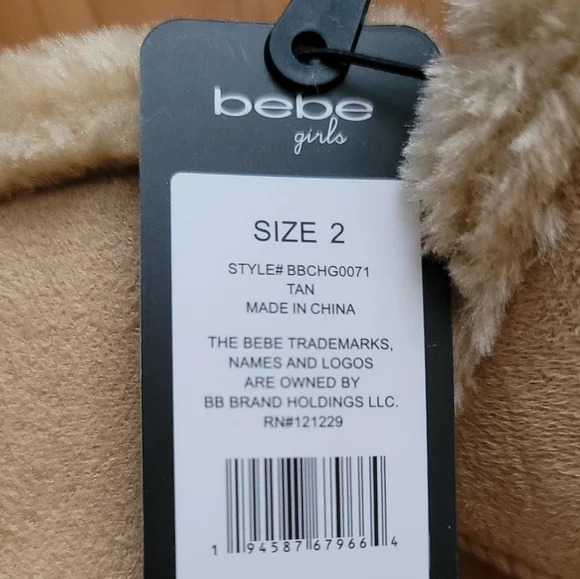 bebe
girls
SIZE 2
STYLE# BBCHG0071
TAN
MADE IN CHINA
THE BEBE TRADEMARKS,
NAMES AND LOGOS
ARE OWNED BY
BB BRAND HOLDINGS LLC.
RN#121229
1 94587 67966 4